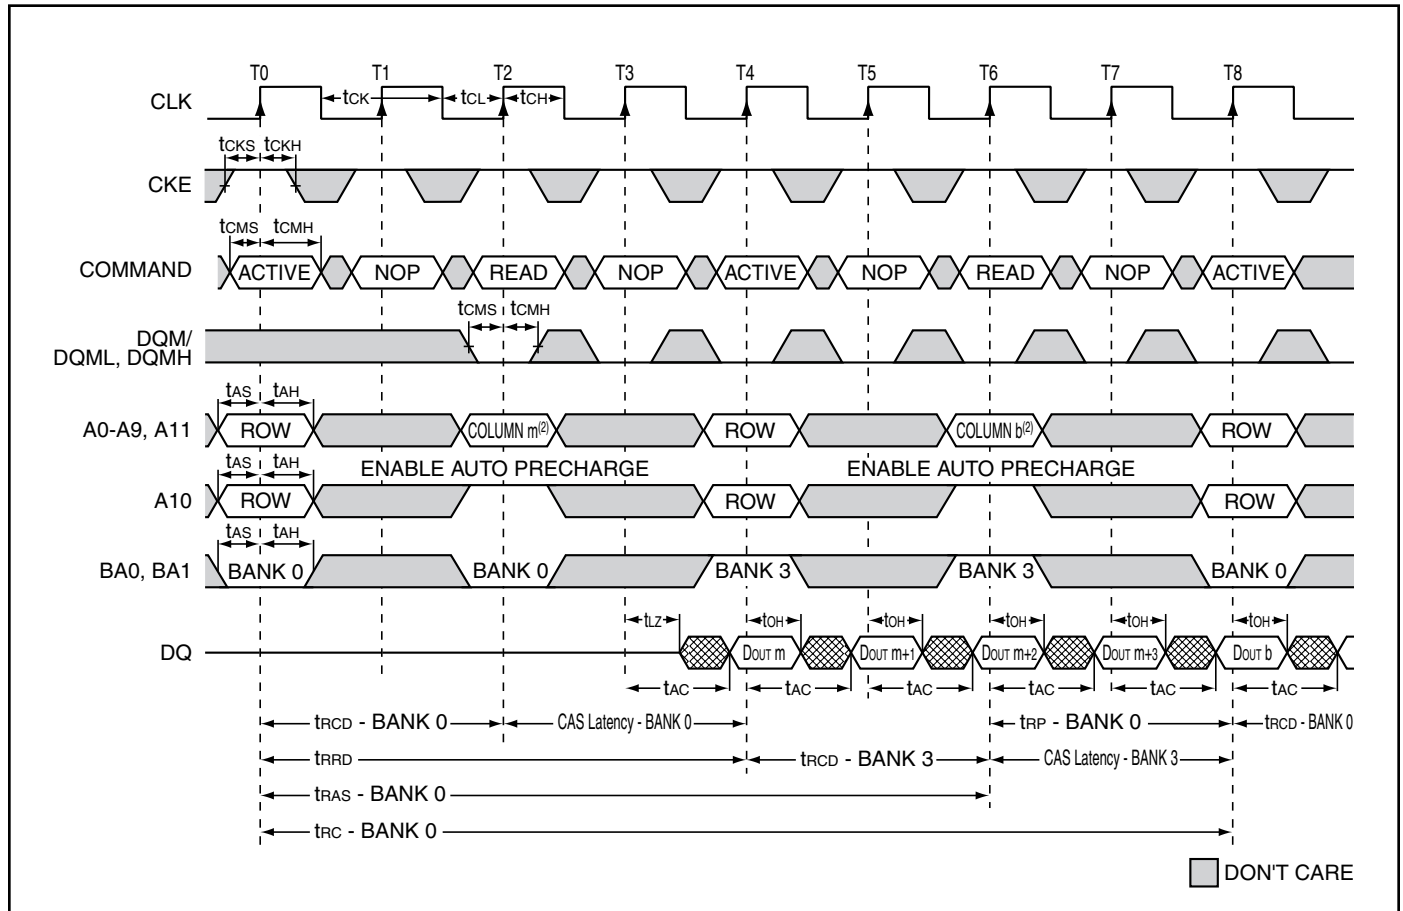 T0 T1 T2 T3 T4 T5 T6 T7 T8
CLK tCK tCL tCH
tCKS tCKH
CKE
tCMS tCMH
COMMAND ACTIVE NOP READ NOP ACTIVE NOP READ NOP ACTIVE
tCMS tCMH
DQM/
DQML, DQMH
tAS tAH
A0-A9, A11 ROW COLUMN m(2) ROW COLUMN b(2) ROW
tAS tAH ENABLE AUTO PRECHARGE ENABLE AUTO PRECHARGE
A10 ROW ROW ROW
tAS tAH
BA0, BA1 BANK 0 BANK 0 BANK 3 BANK 3 BANK 0
tLZ tOH tOH tOH tOH tOH
DQ DOUT m DOUT m+1 DOUT m+2 DOUT m+3 DOUT b
tAC tAC tAC tAC tAC tAC
tRCD - BANK 0 CAS Latency - BANK 0 tRP - BANK 0 tRCD - BANK 0
tRRD tRCD - BANK 3 CAS Latency - BANK 3
tRAS - BANK 0
tRC - BANK 0
DON'T CARE